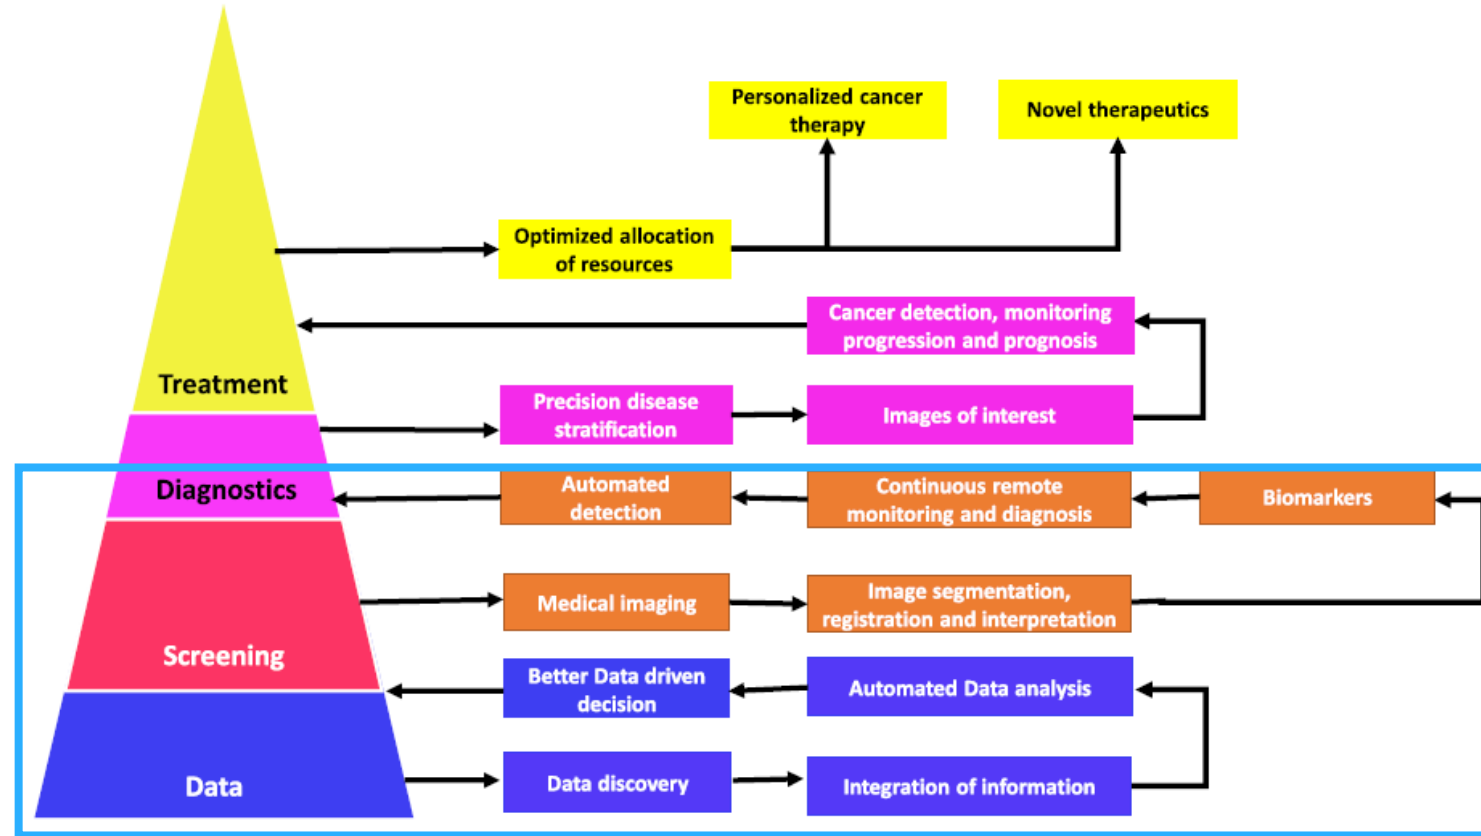 Personalized cancer
therapy
Novel therapeutics
Optimized allocation
of resources
Cancer detection, monitoring
progression and prognosis
Treatment
Precision disease
stratification
Images of interest
Diagnostics
Automated
detection
Continuous remote
monitoring and diagnosis
Biomarkers
Medical imaging
Image segmentation,
registration and interpretation
Screening
Better Data driven
decision
Automated Data analysis
Data
Data discovery
Integration of information